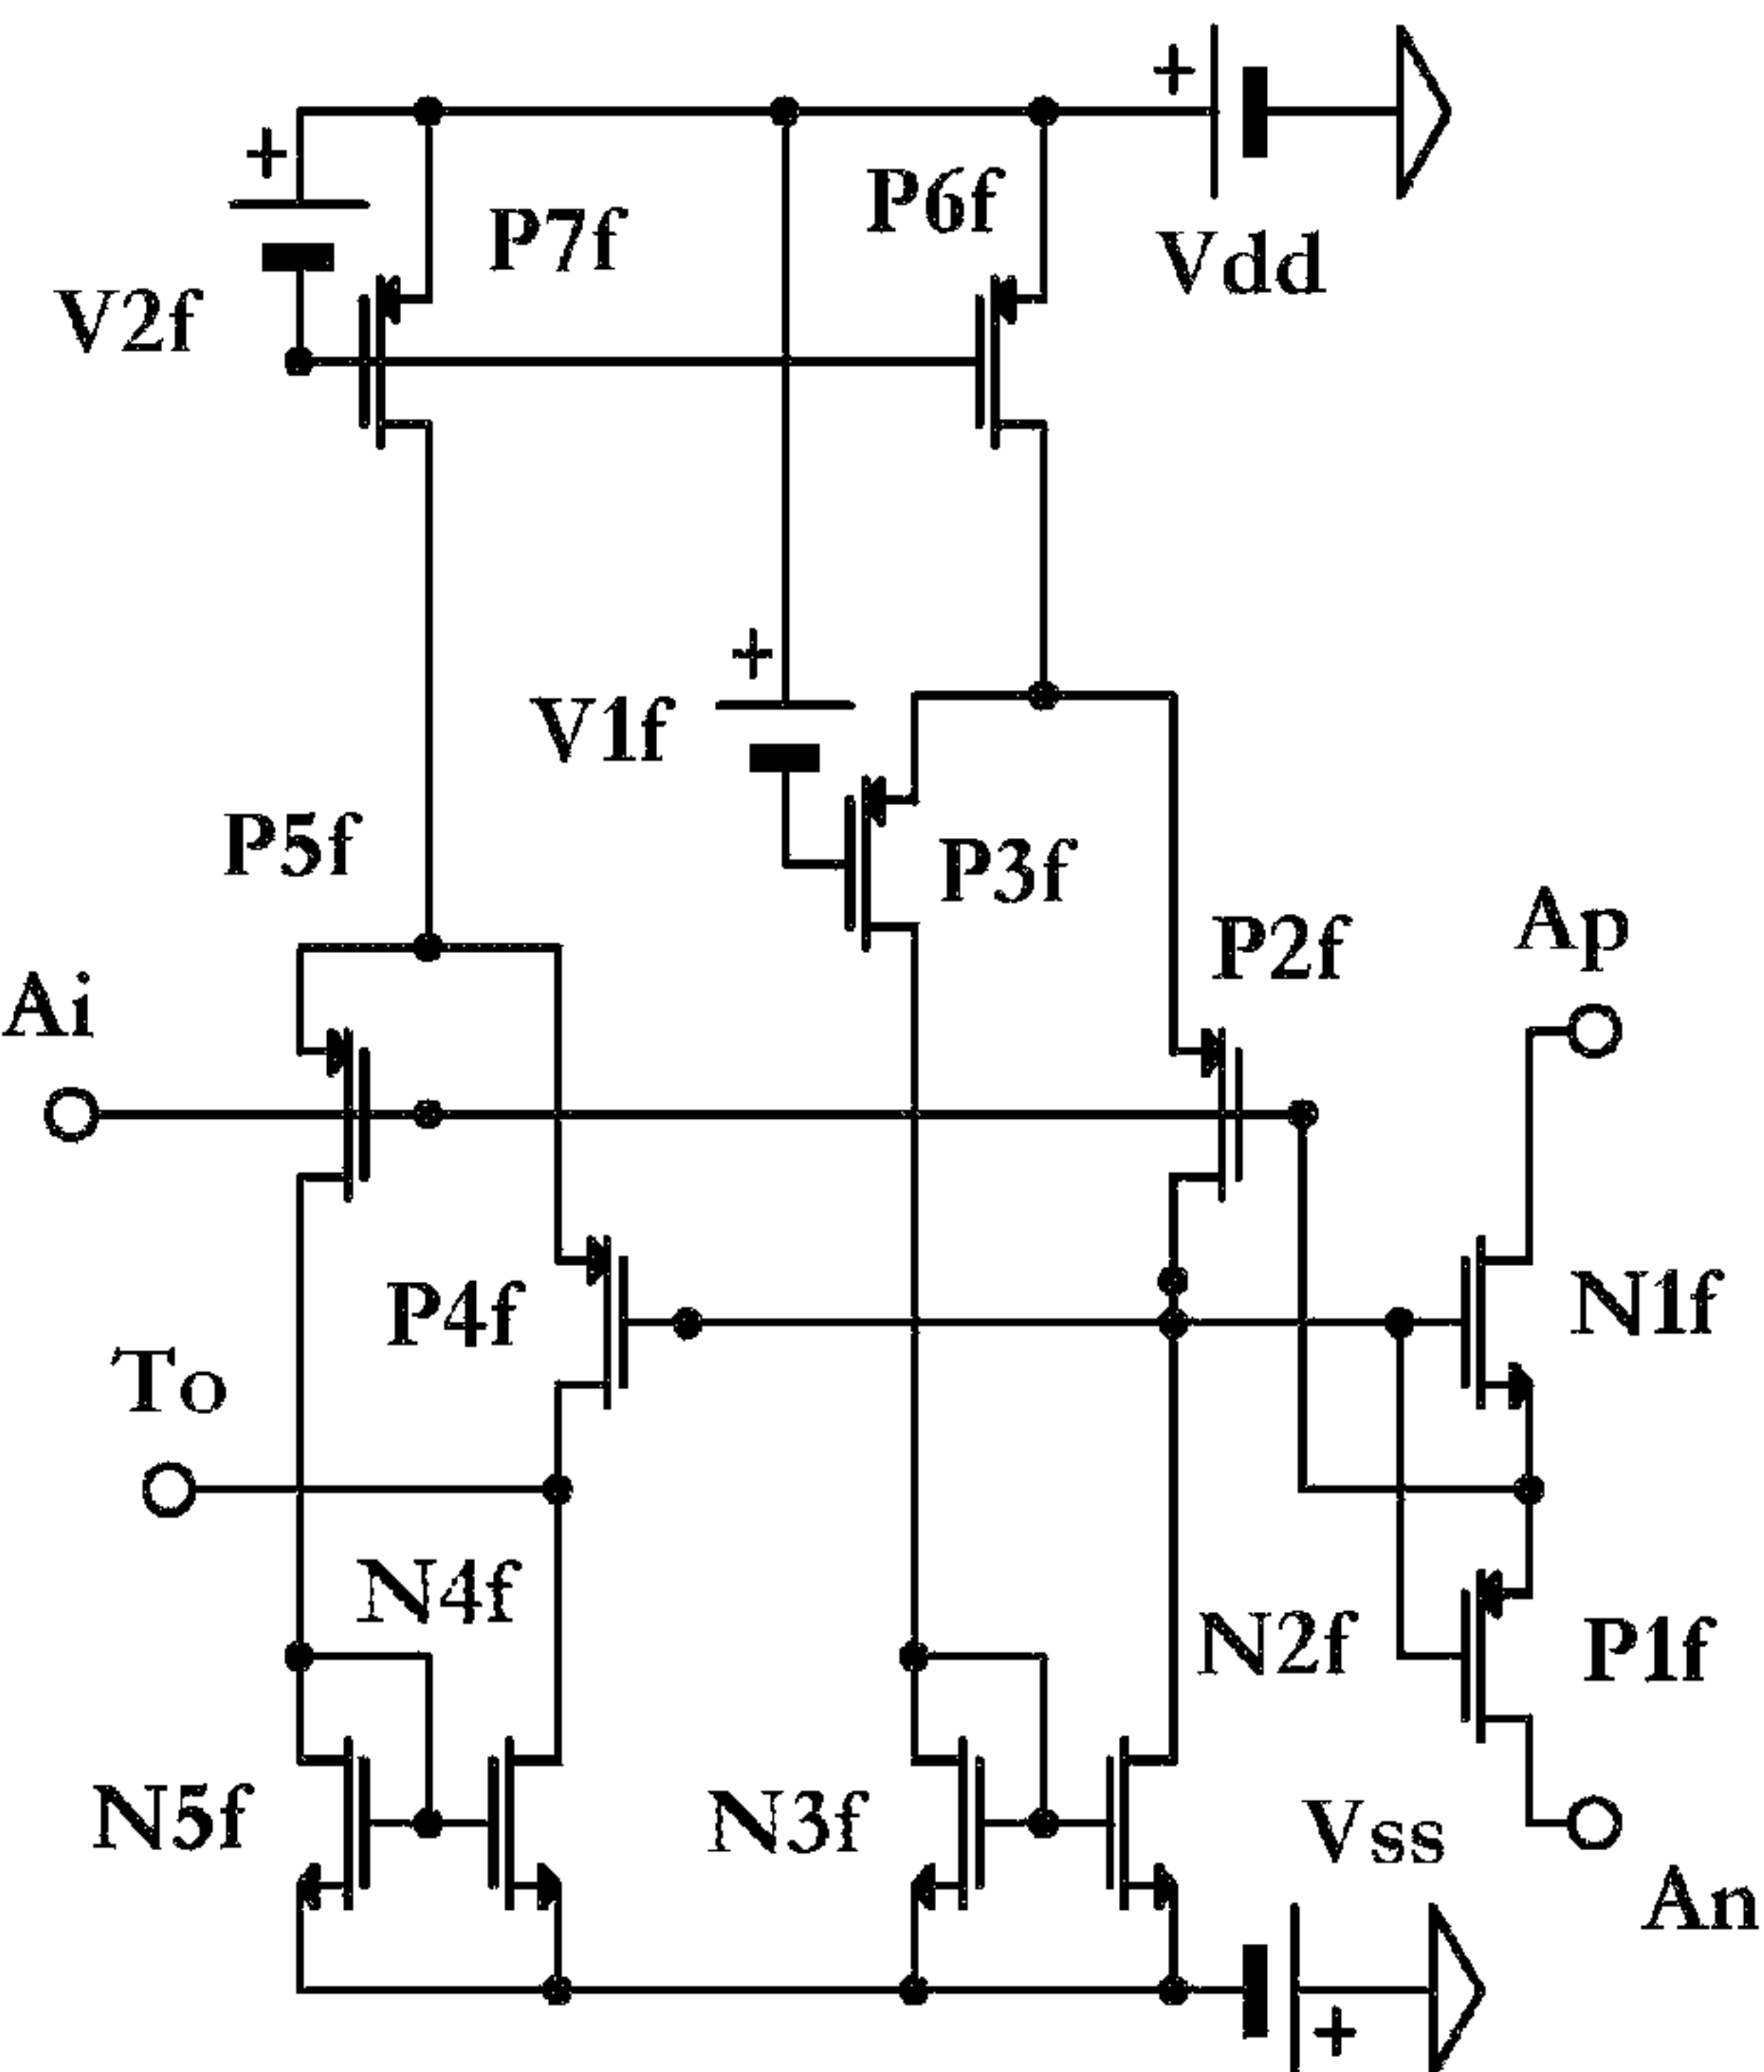 +
+
P6f
P7f
Vdd
V2f
+
V1f
P5f
P3f
Ap
P2f
Ai
P4f
N1f
To
N4f
N2f
P1f
N5f
N3f
Vss
An
+